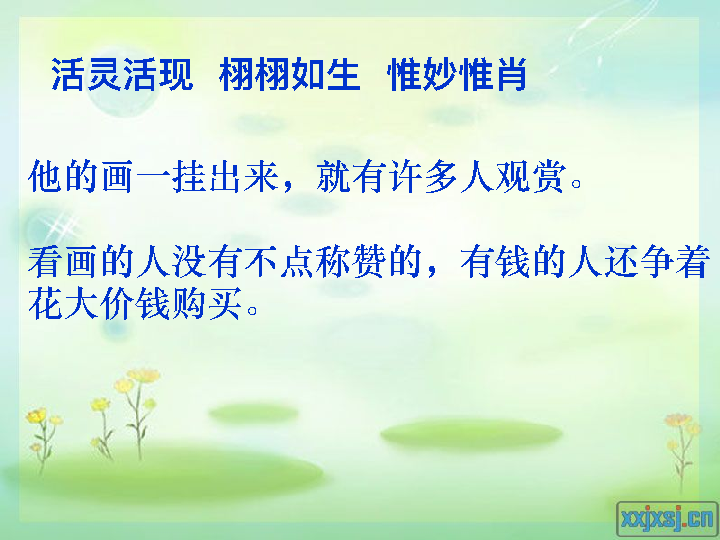 活灵活现 栩栩如生 惟妙惟肖
他的画一挂出来，就有许多人观赏。
看画的人没有不点称赞的，有钱的人还争着
花大价钱购买。
xxjxsj.cn